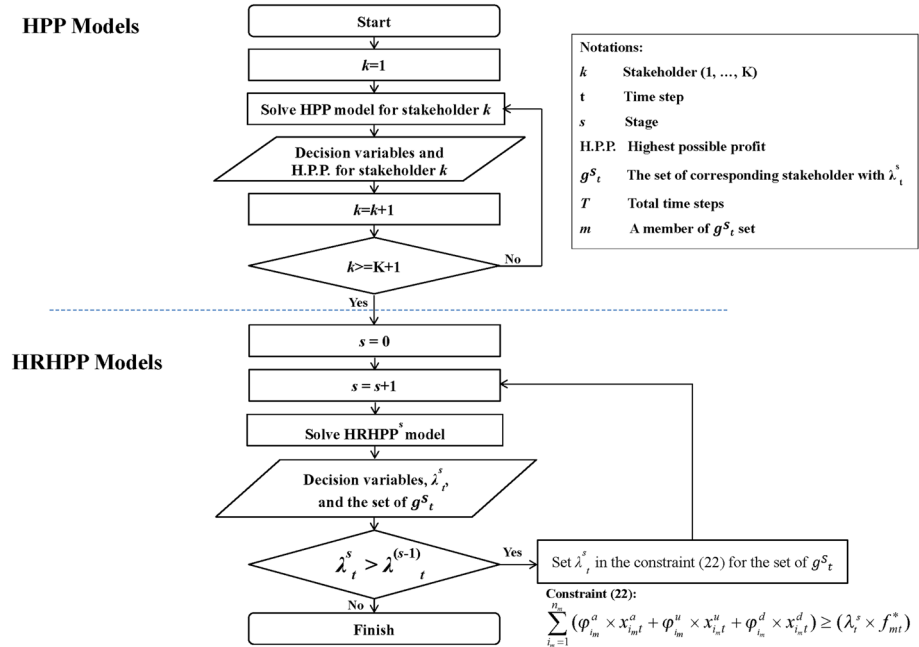 HPP Models
Start
k=1
Solve HPP model for stakeholder k
Decision variables and
H.P.P. for stakeholder k
k=k+1
k>=K+1
No
Yes
Notations:
k Stakeholder (1, ..., K)
t Time step
s Stage
H.P.P. Highest possible profit
g^s_t The set of corresponding stakeholder with λ^s_t
T Total time steps
m A member of g^s_t set
HRHPP Models
s = 0
s = s+1
Solve HRHPP^s model
Decision variables, λ^s_t,
and the set of g^s_t
λ^s_t > λ^(s-1)_t
Yes
No
Finish
Set λ^s_t in the constraint (22) for the set of g^s_t
Constraint (22):
∑_{i_m=1}^{n_m} (φ^a_{i_m} × x^a_{i_m t} + φ^u_{i_m} × x^u_{i_m t} + φ^d_{i_m} × x^d_{i_m t}) ≥ (λ_t^s × f^*_{mt})